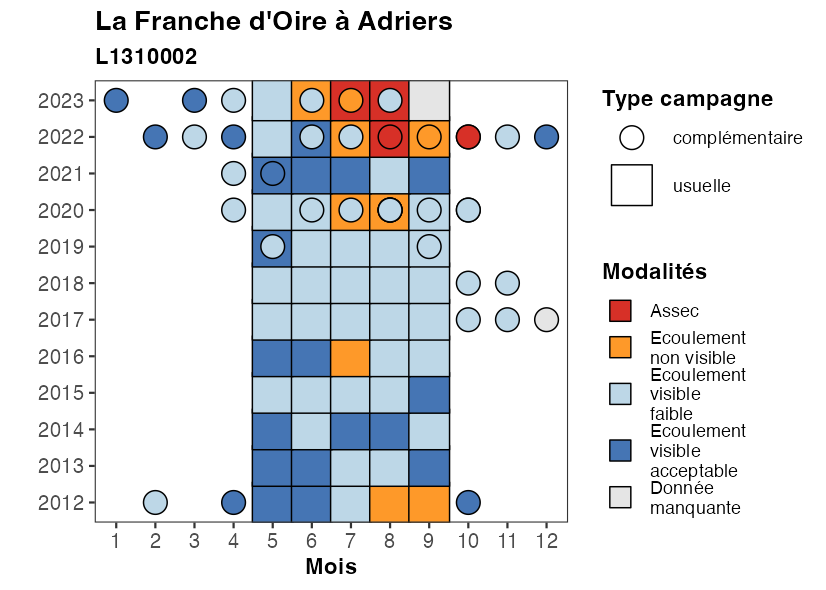 La Franche d'Oire à Adriers
L1310002
2023
2022
2021
2020
2019
2018
2017
2016
2015
2014
2013
2012
1 2 3 4 5 6 7 8 9 10 11 12
Mois
Type campagne
complémentaire
usuelle
Modalités
Assec
Ecoulement
non visible
Ecoulement
visible
faible
Ecoulement
visible
acceptable
Donnée
manquante